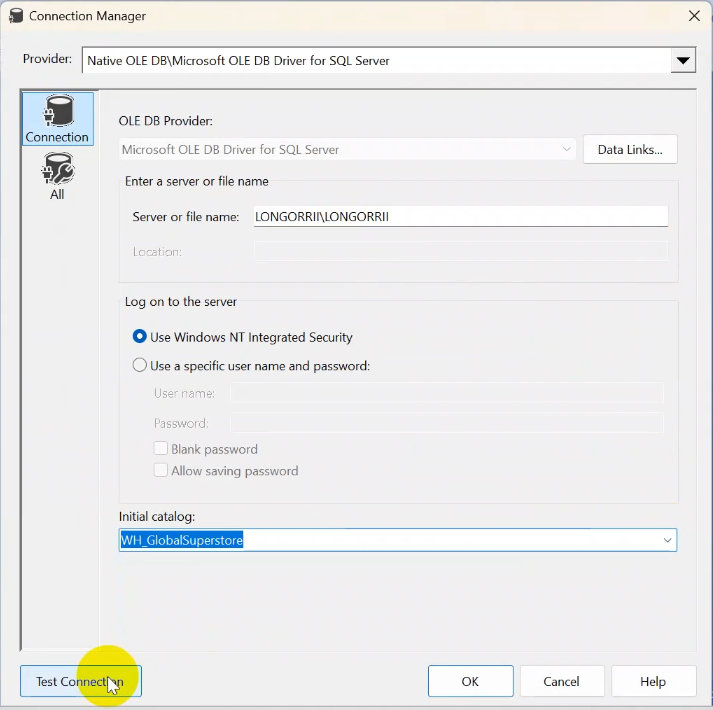 Connection Manager
Provider: Native OLE DB\Microsoft OLE DB Driver for SQL Server
Connection
All
OLE DB Provider:
Microsoft OLE DB Driver for SQL Server Data Links...
Enter a server or file name
Server or file name: LONGORRII\LONGORRII
Location:
Log on to the server
Use Windows NT Integrated Security
Use a specific user name and password:
User name:
Password:
Blank password
Allow saving password
Initial catalog:
WH_GlobalSuperstore
Test Connection OK Cancel Help